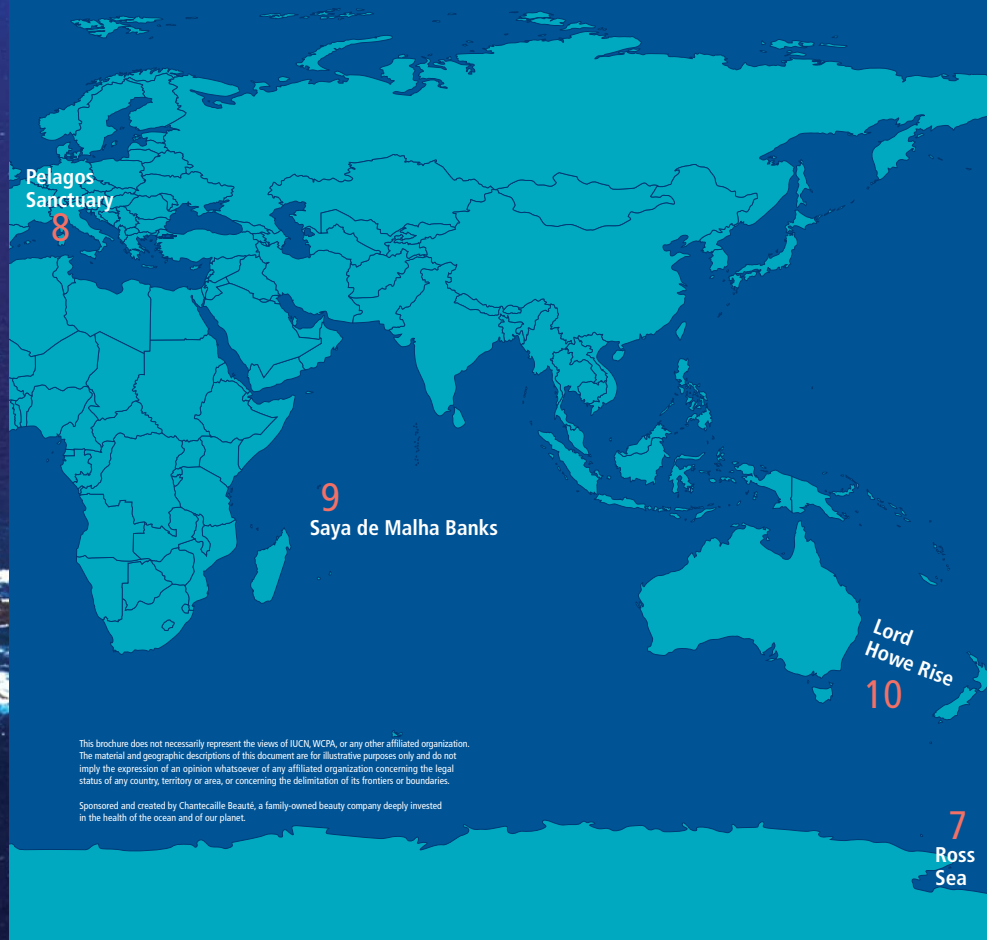 Pelagos
Sanctuary
8
9
Saya de Malha Banks
Lord
Howe Rise
10
This brochure does not necessarily represent the views of IUCN, WCPA, or any other affiliated organization.
The material and geographic descriptions of this document are for illustrative purposes only and do not
imply the expression of an opinion whatsoever of any affiliated organization concerning the legal
status of any country, territory or area, or concerning the delimitation of its frontiers or boundaries.
Sponsored and created by Chantecaille Beauté, a family-owned beauty company deeply invested
in the health of the ocean and of our planet.
7
Ross
Sea